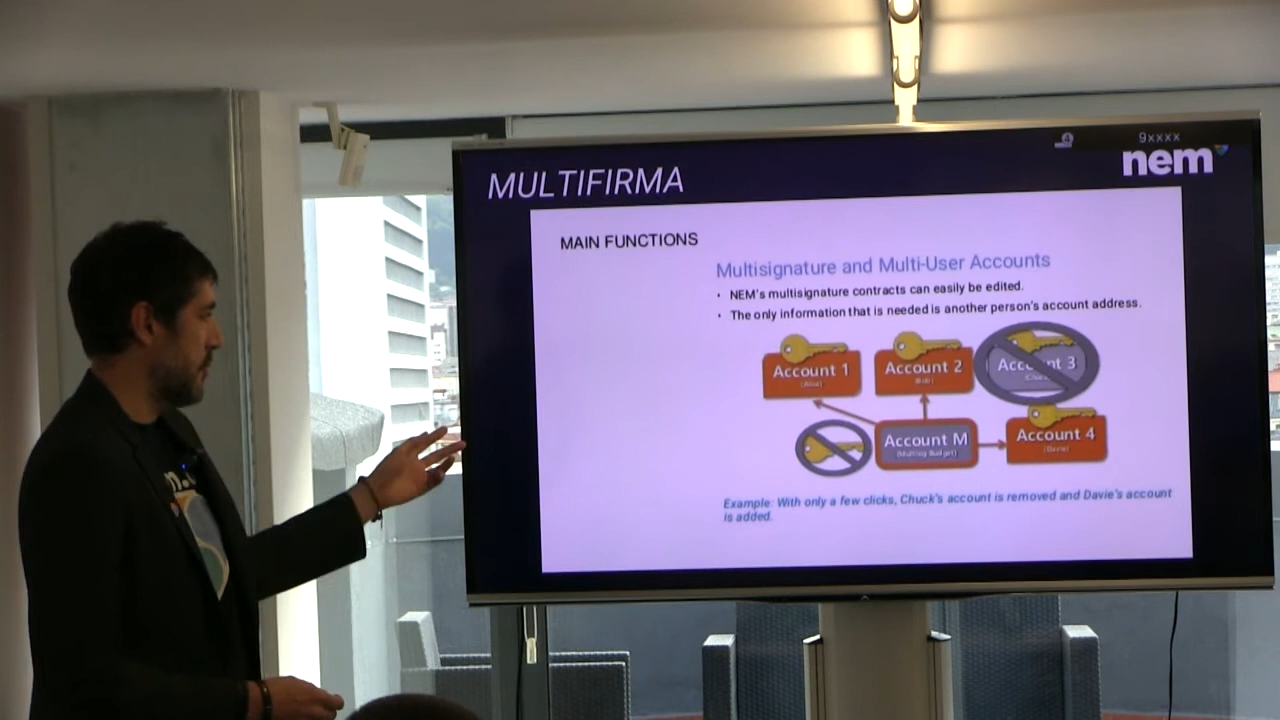 9xxxx
MULTIFIRMA
nem
MAIN FUNCTIONS
Multisignature and Multi-User Accounts
• NEM's multisignature contracts can easily be edited.
• The only information that is needed is another person's account address.
Account 1
(Alice)
Account 2
(Bob)
Account 3
Account M
(Multisig Budget)
Account 4
(Davie)
Example: With only a few clicks, Chuck's account is removed and Davie's account
is added.